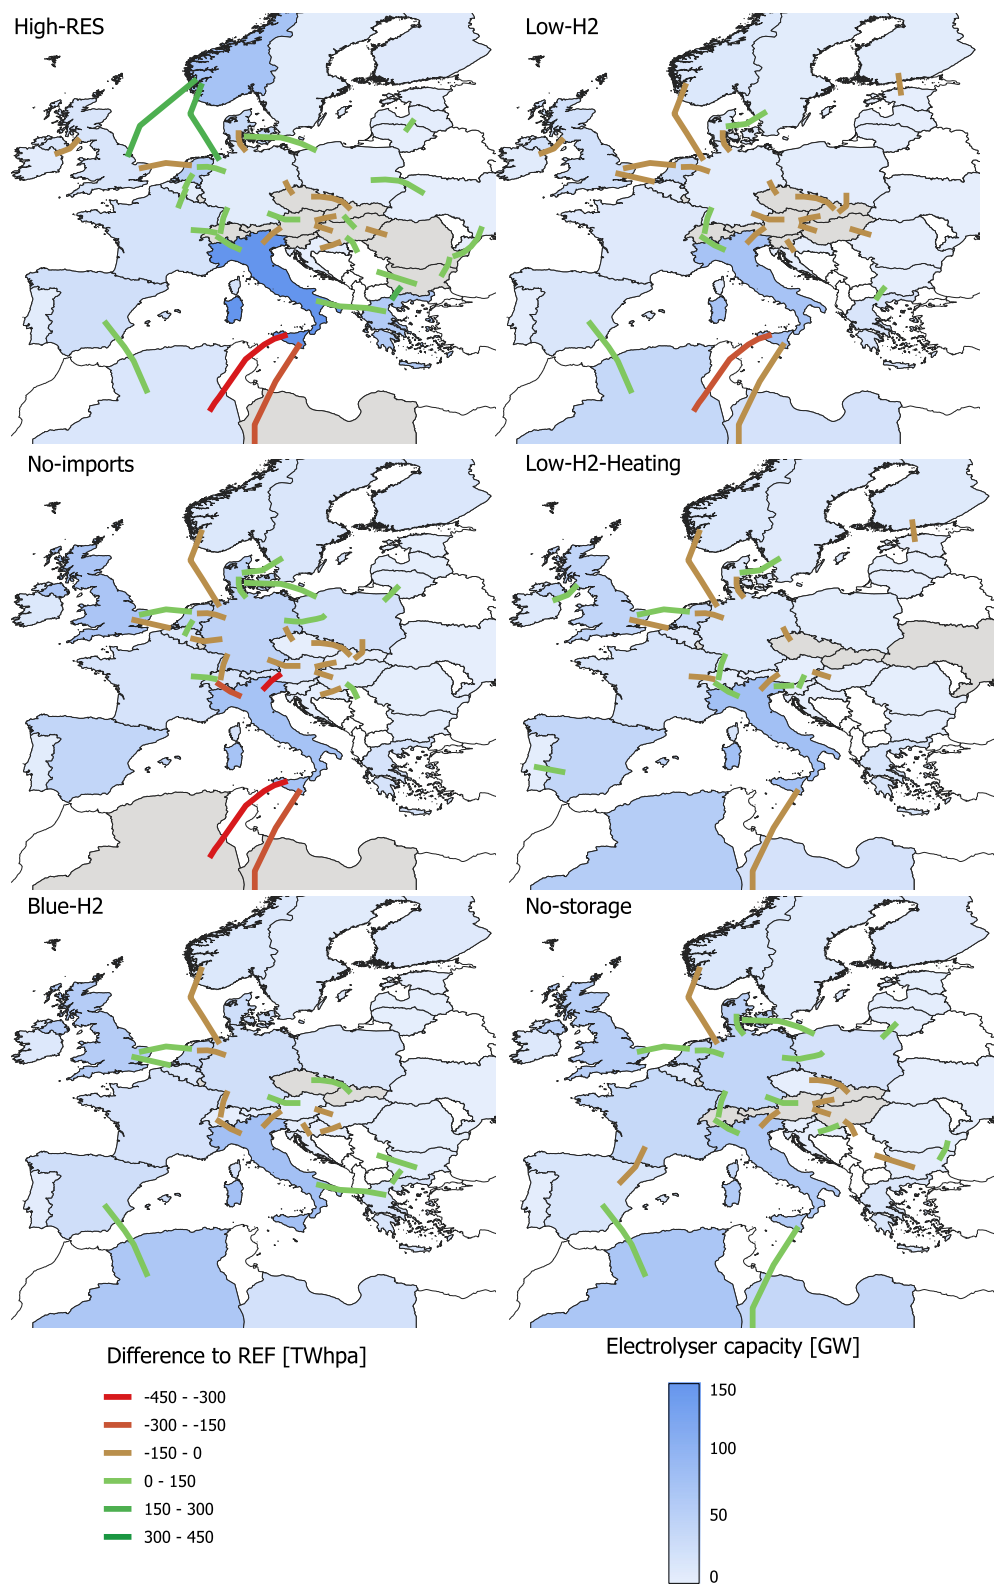 High-RES
Low-H2
No-imports
Low-H2-Heating
Blue-H2
No-storage
Difference to REF [TWhpa]
-450 - -300
-300 - -150
-150 - 0
0 - 150
150 - 300
300 - 450
Electrolyser capacity [GW]
150
100
50
0